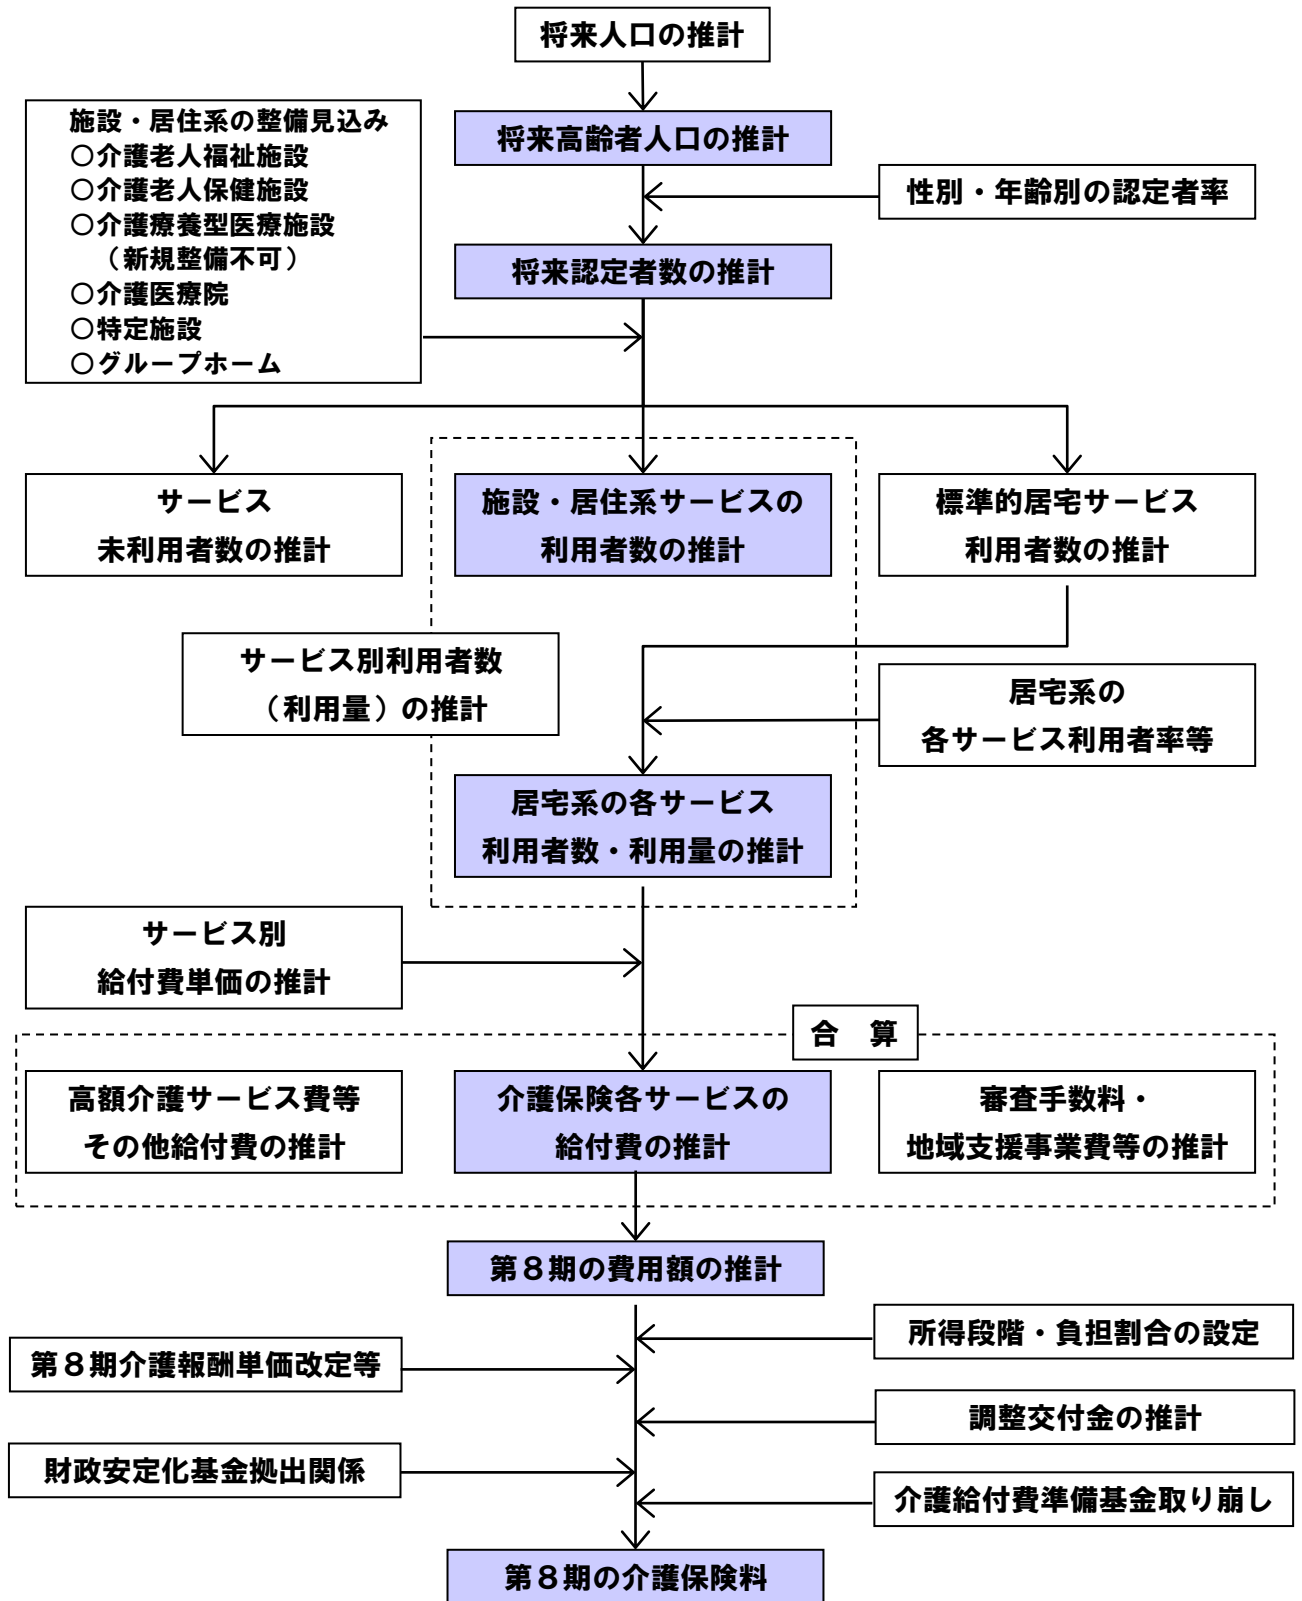 将来人口の推計
施設・居住系の整備見込み
〇介護老人福祉施設
〇介護老人保健施設
〇介護療養型医療施設
（新規整備不可）
〇介護医療院
〇特定施設
〇グループホーム
将来高齢者人口の推計
性別・年齢別の認定者率
将来認定者数の推計
サービス
未利用者数の推計
施設・居住系サービスの
利用者数の推計
標準的居宅サービス
利用者数の推計
サービス別利用者数
（利用量）の推計
居宅系の
各サービス利用者率等
居宅系の各サービス
利用者数・利用量の推計
サービス別
給付費単価の推計
合　算
高額介護サービス費等
その他給付費の推計
介護保険各サービスの
給付費の推計
審査手数料・
地域支援事業費等の推計
第８期の費用額の推計
所得段階・負担割合の設定
第８期介護報酬単価改定等
調整交付金の推計
財政安定化基金拠出関係
介護給付費準備基金取り崩し
第８期の介護保険料